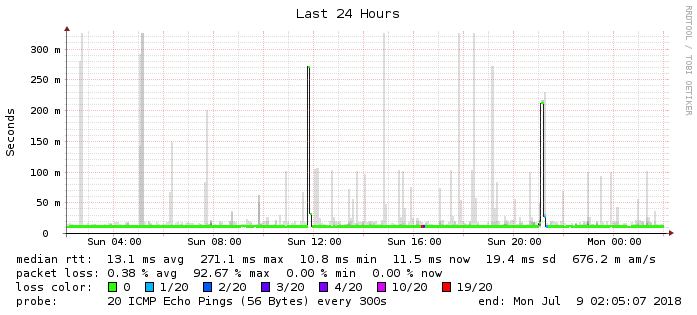 Last 24 Hours
RRDTOOL / TOBI OETIKER
Seconds
300 m
250 m
200 m
150 m
100 m
50 m
0
Sun 04:00 Sun 08:00 Sun 12:00 Sun 16:00 Sun 20:00 Mon 00:00
median rtt: 13.1 ms avg 271.1 ms max 10.8 ms min 11.5 ms now 19.4 ms sd 676.2 m am/s
packet loss: 0.38 % avg 92.67 % max 0.00 % min 0.00 % now
loss color: 0 1/20 2/20 3/20 4/20 10/20 19/20
probe: 20 ICMP Echo Pings (56 Bytes) every 300s end: Mon Jul 9 02:05:07 2018